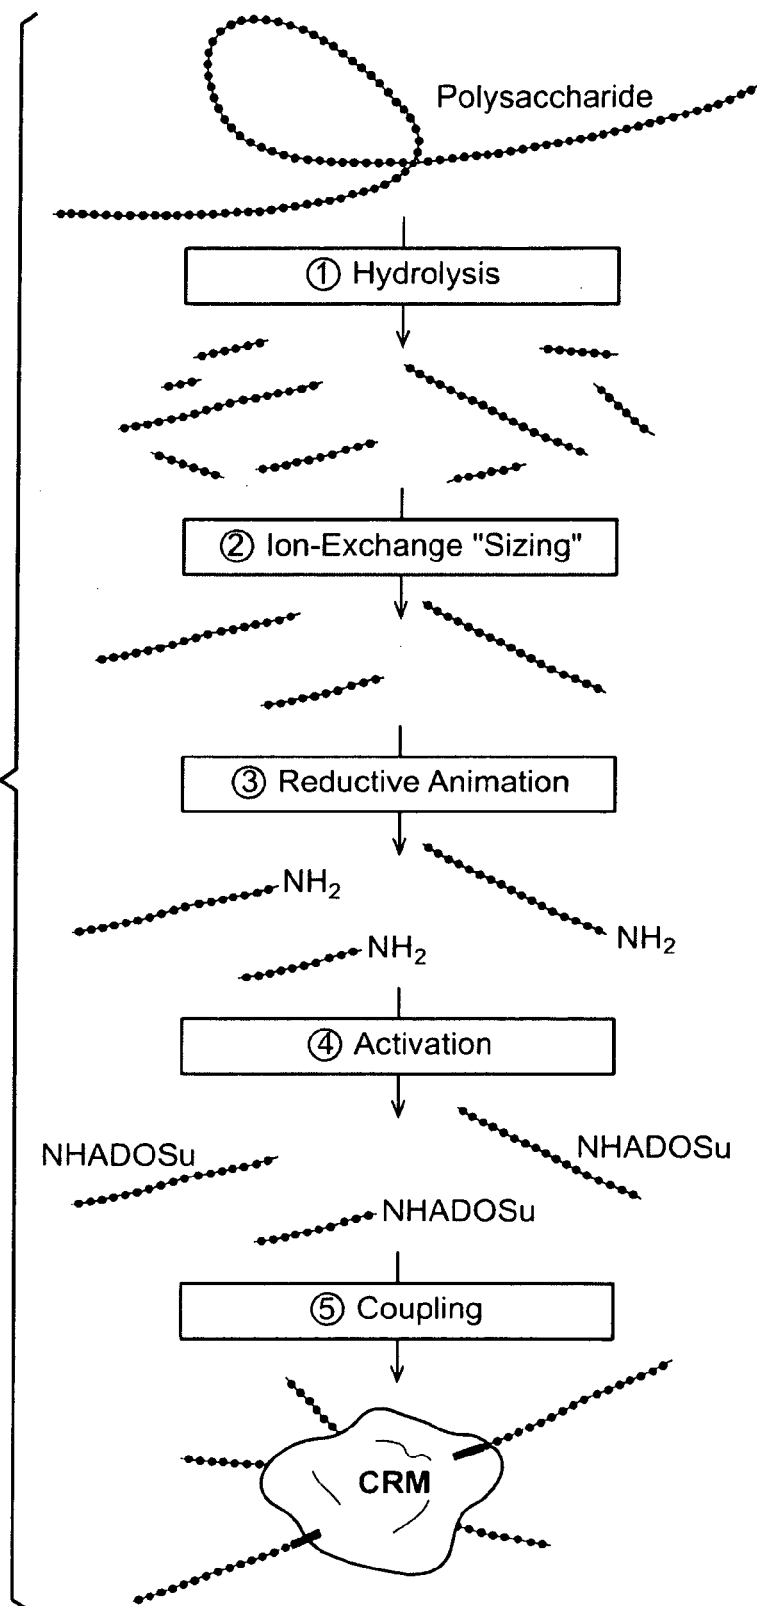 Polysaccharide
① Hydrolysis
② Ion-Exchange "Sizing"
③ Reductive Animation
NH₂
NH₂
NH₂
④ Activation
NHADOSu
NHADOSu
NHADOSu
⑤ Coupling
CRM